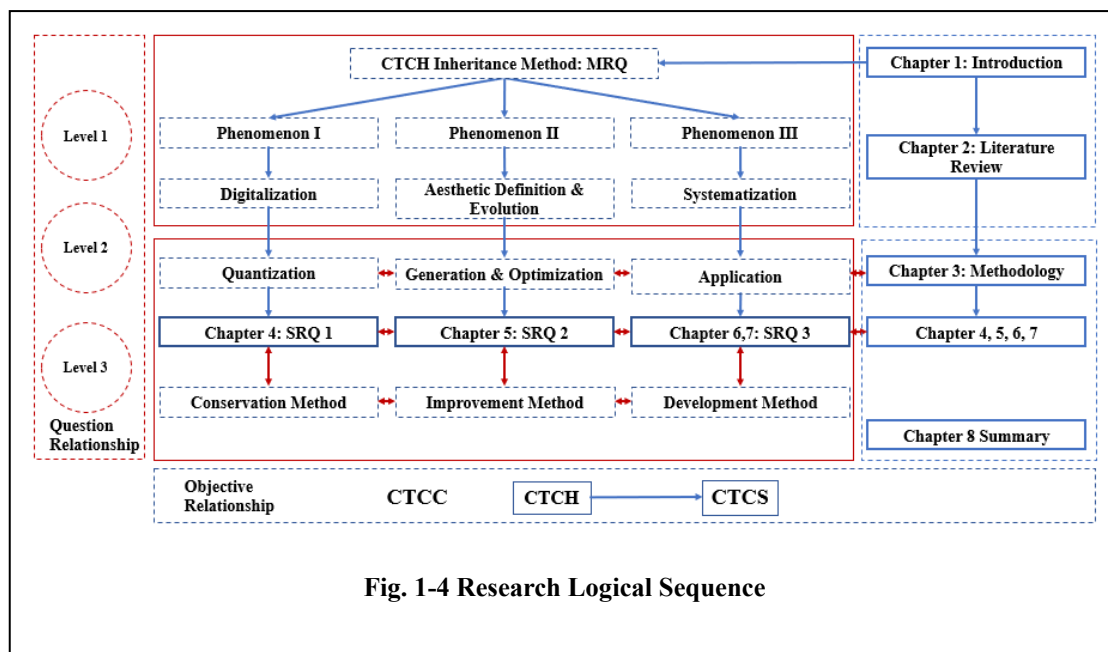 CTCH Inheritance Method: MRQ
Chapter 1: Introduction
Level 1
Phenomenon I
Phenomenon II
Phenomenon III
Chapter 2: Literature
Review
Digitalization
Aesthetic Definition &
Evolution
Systematization
Level 2
Quantization
Generation & Optimization
Application
Chapter 3: Methodology
Chapter 4: SRQ 1
Chapter 5: SRQ 2
Chapter 6,7: SRQ 3
Chapter 4, 5, 6, 7
Level 3
Conservation Method
Improvement Method
Development Method
Question
Relationship
Chapter 8 Summary
Objective
Relationship
CTCC
CTCH
CTCS
Fig. 1-4 Research Logical Sequence